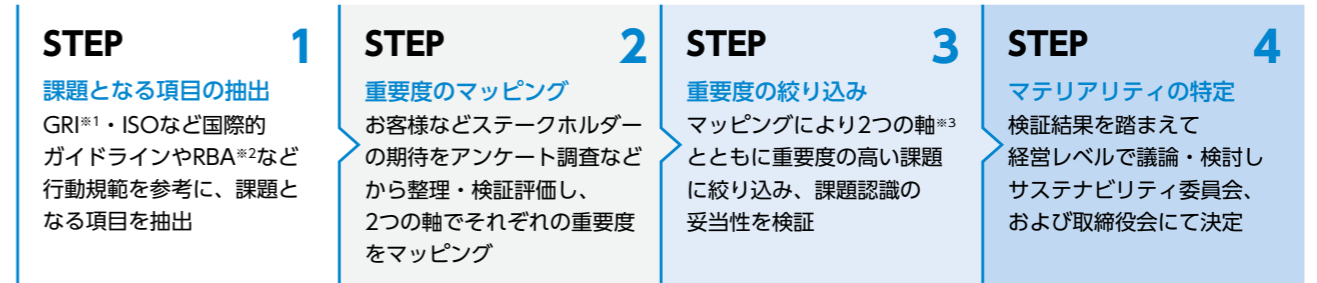 STEP 1
課題となる項目の抽出
GRI※1・ISOなど国際的
ガイドラインやRBA※2など
行動規範を参考に、課題と
なる項目を抽出
STEP 2
重要度のマッピング
お客様などステークホルダー
の期待をアンケート調査など
から整理・検証評価し、
2つの軸でそれぞれの重要度
をマッピング
STEP 3
重要度の絞り込み
マッピングにより2つの軸※3
とともに重要度の高い課題
に絞り込み、課題認識の
妥当性を検証
STEP 4
マテリアリティの特定
検証結果を踏まえて
経営レベルで議論・検討し
サステナビリティ委員会、
および取締役会にて決定